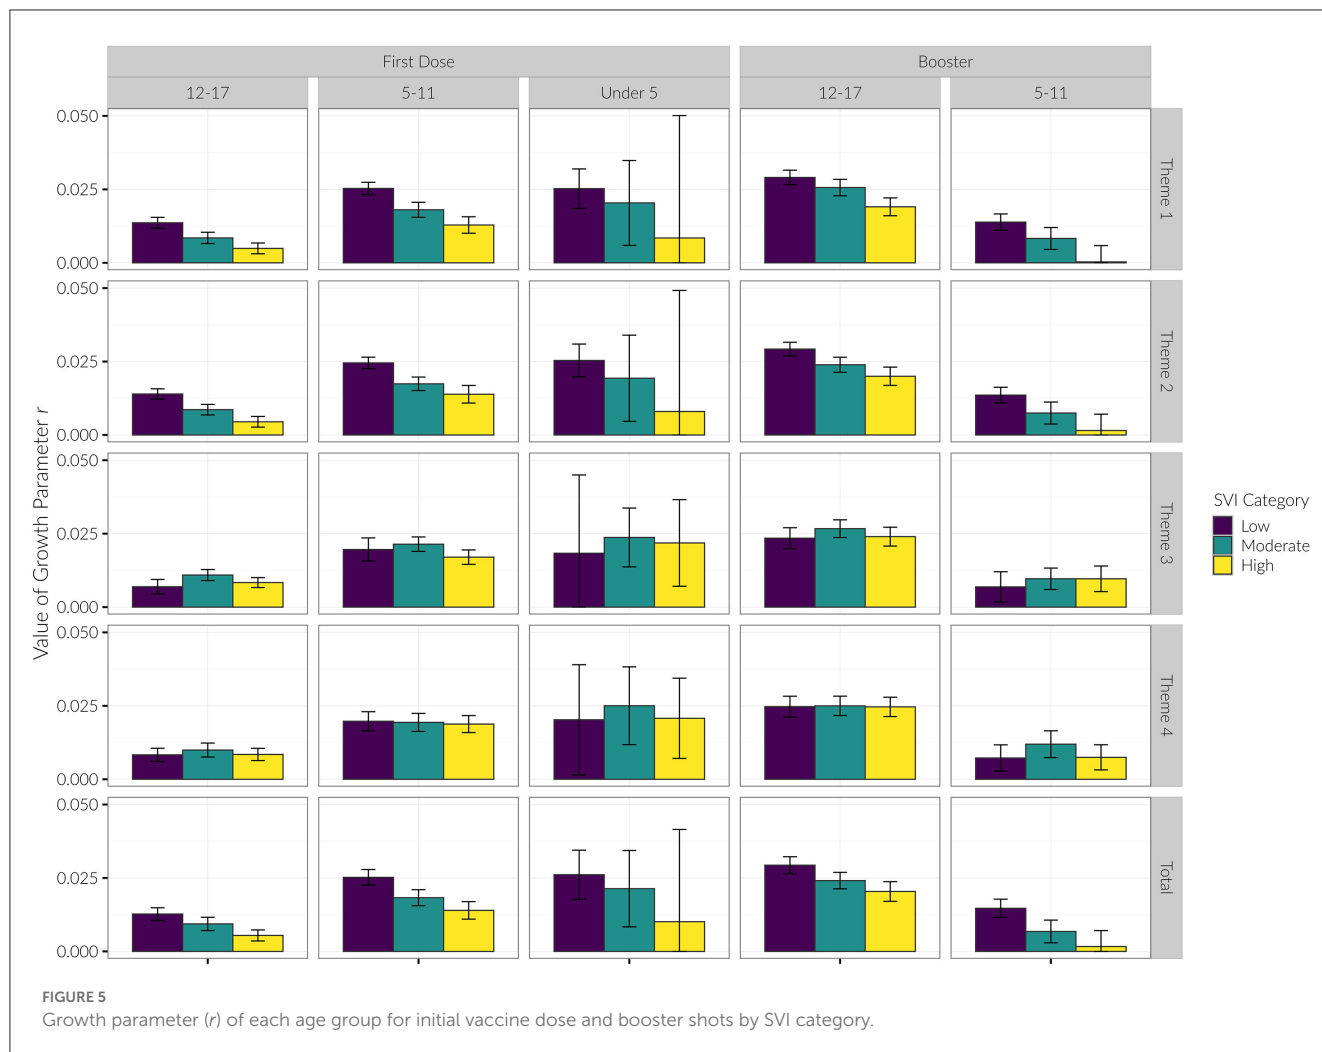 First Dose
Booster
12-17
5-11
Under 5
12-17
5-11
Value of Growth Parameter r
0.050
0.025
0.000
Theme 1
0.050
0.025
0.000
Theme 2
0.050
0.025
0.000
Theme 3
0.050
0.025
0.000
Theme 4
0.050
0.025
0.000
Total
SVI Category
Low
Moderate
High
FIGURE 5
Growth parameter (r) of each age group for initial vaccine dose and booster shots by SVI category.